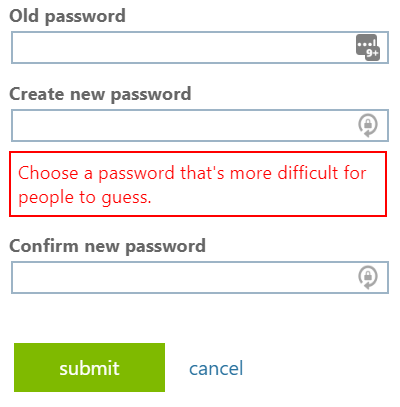 Old password
9+
Create new password
Choose a password that's more difficult for
people to guess.
Confirm new password
submit
cancel